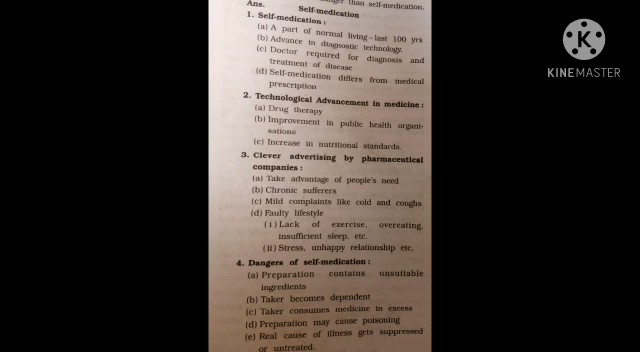 than self-medication.
Ans. Self-medication
1. Self-medication :
(a) A part of normal living–last 100 yrs
(b) Advance in diagnostic technology.
(c) Doctor required for diagnosis and
treatment of disease
(d) Self-medication differs from medical
prescription
2. Technological Advancement in medicine :
(a) Drug therapy
(b) Improvement in public health organi-
sations
(c) Increase in nutritional standards.
3. Clever advertising by pharmaceutical
companies :
(a) Take advantage of people's need
(b) Chronic sufferers
(c) Mild complaints like cold and coughs
(d) Faulty lifestyle
(i) Lack of exercise, overeating,
insufficient sleep, etc.
(ii) Stress, unhappy relationship etc.
4. Dangers of self-medication :
(a) Preparation contains unsuitable
ingredients
(b) Taker becomes dependent
(c) Taker consumes medicine in excess
(d) Preparation may cause poisoning
(e) Real cause of illness gets suppressed
or untreated.
K
KINEMASTER